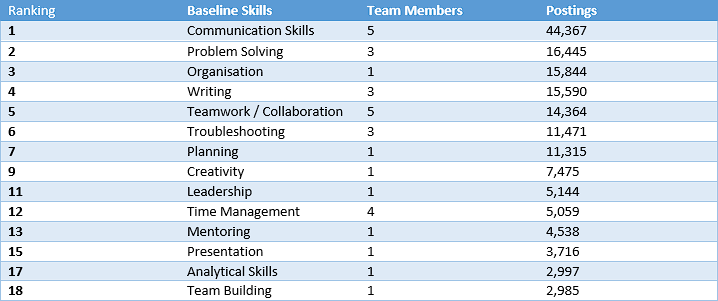 Ranking Baseline Skills Team Members Postings
1 Communication Skills 5 44,367
2 Problem Solving 3 16,445
3 Organisation 1 15,844
4 Writing 3 15,590
5 Teamwork / Collaboration 5 14,364
6 Troubleshooting 3 11,471
7 Planning 1 11,315
9 Creativity 1 7,475
11 Leadership 1 5,144
12 Time Management 4 5,059
13 Mentoring 1 4,538
15 Presentation 1 3,716
17 Analytical Skills 1 2,997
18 Team Building 1 2,985